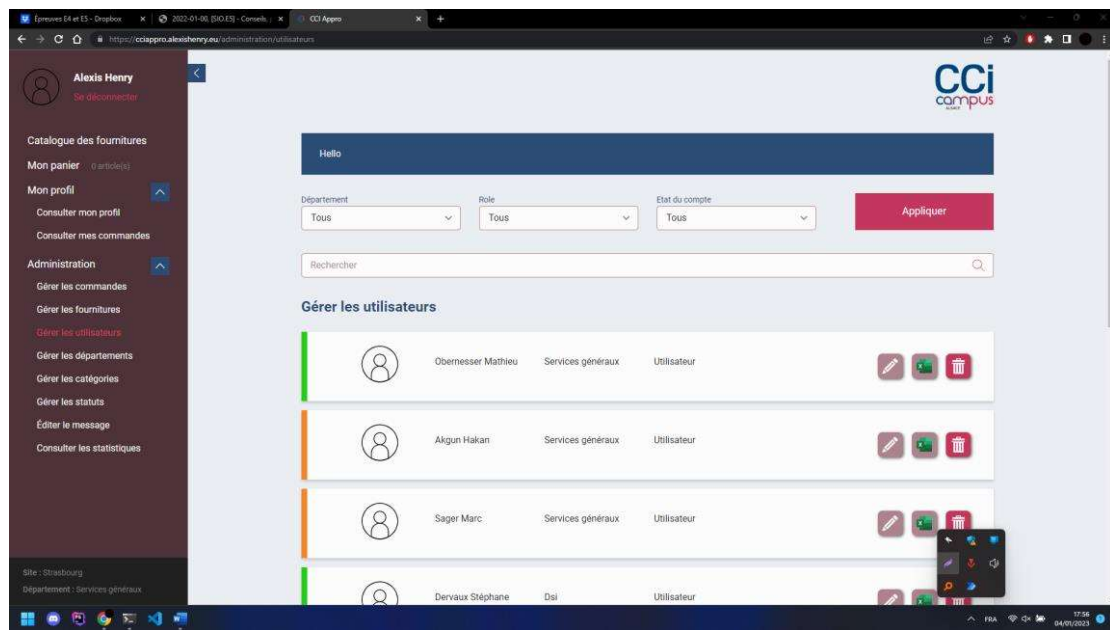 Épreuves E4 et E5 - Dropbox
2022-01-00, [SIO.E5] - Conseils,
CCI Appro
https://cciappro.alexishenry.eu/administration/utilisateurs
Alexis Henry
Se déconnecter
CCi
campus
ALSACE
Catalogue des fournitures
Mon panier 0 article(s)
Mon profil
Consulter mon profil
Consulter mes commandes
Administration
Gérer les commandes
Gérer les fournitures
Gérer les utilisateurs
Gérer les départements
Gérer les catégories
Gérer les statuts
Éditer le message
Consulter les statistiques
Site : Strasbourg
Département : Services généraux
Hello
Département Role Etat du compte
Tous Tous Tous Appliquer
Rechercher
Gérer les utilisateurs
Obernesser Mathieu Services généraux Utilisateur
Akgun Hakan Services généraux Utilisateur
Sager Marc Services généraux Utilisateur
Dervaux Stéphane Dsi Utilisateur
FRA 17:56
04/01/2023